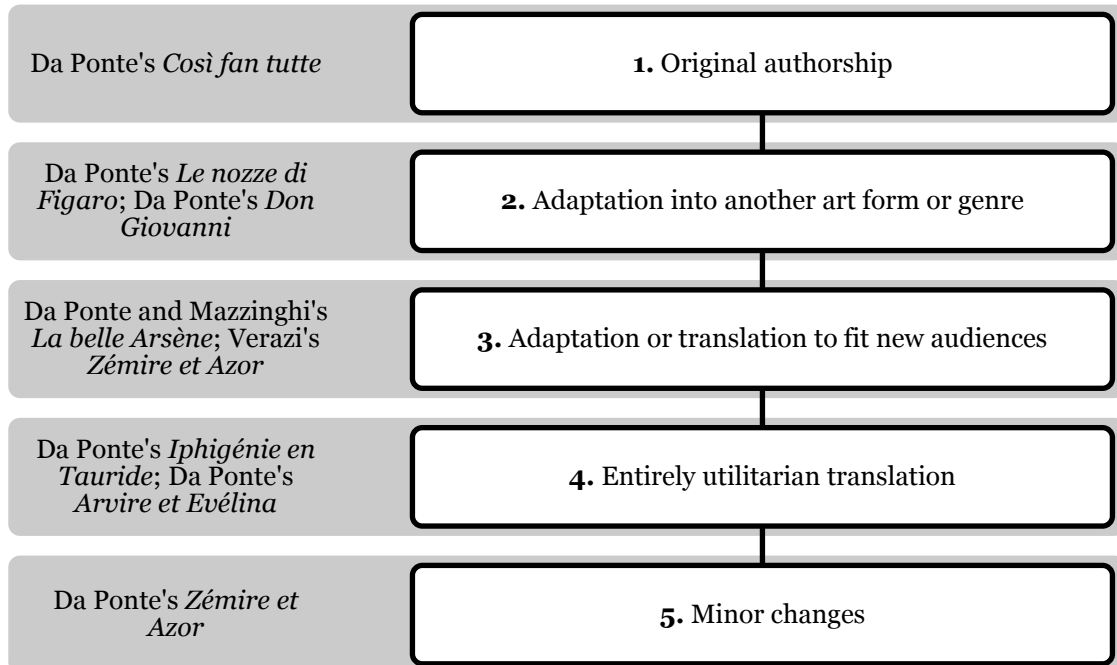 Da Ponte's Così fan tutte
1. Original authorship
Da Ponte's Le nozze di
Figaro; Da Ponte's Don
Giovanni
2. Adaptation into another art form or genre
Da Ponte and Mazzinghi's
La belle Arsène; Verazi's
Zémire et Azor
3. Adaptation or translation to fit new audiences
Da Ponte's Iphigénie en
Tauride; Da Ponte's
Arvire et Evélina
4. Entirely utilitarian translation
Da Ponte's Zémire et
Azor
5. Minor changes